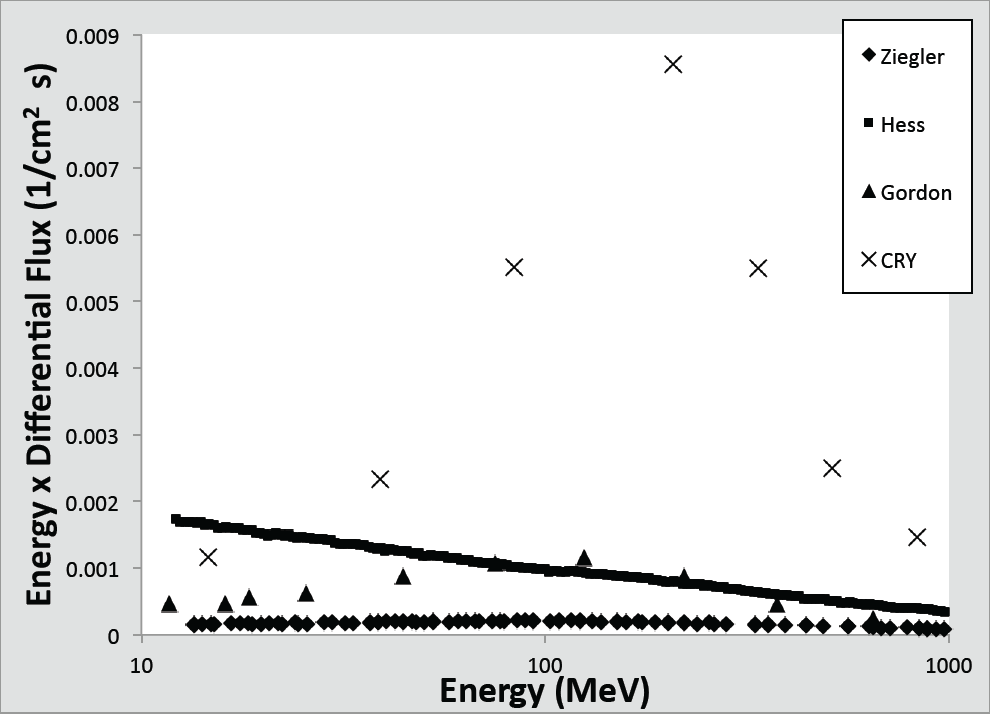 Energy x Differential Flux (1/cm² s)
0.009
0.008
0.007
0.006
0.005
0.004
0.003
0.002
0.001
0
10
100
1000
Energy (MeV)
Ziegler
Hess
Gordon
CRY